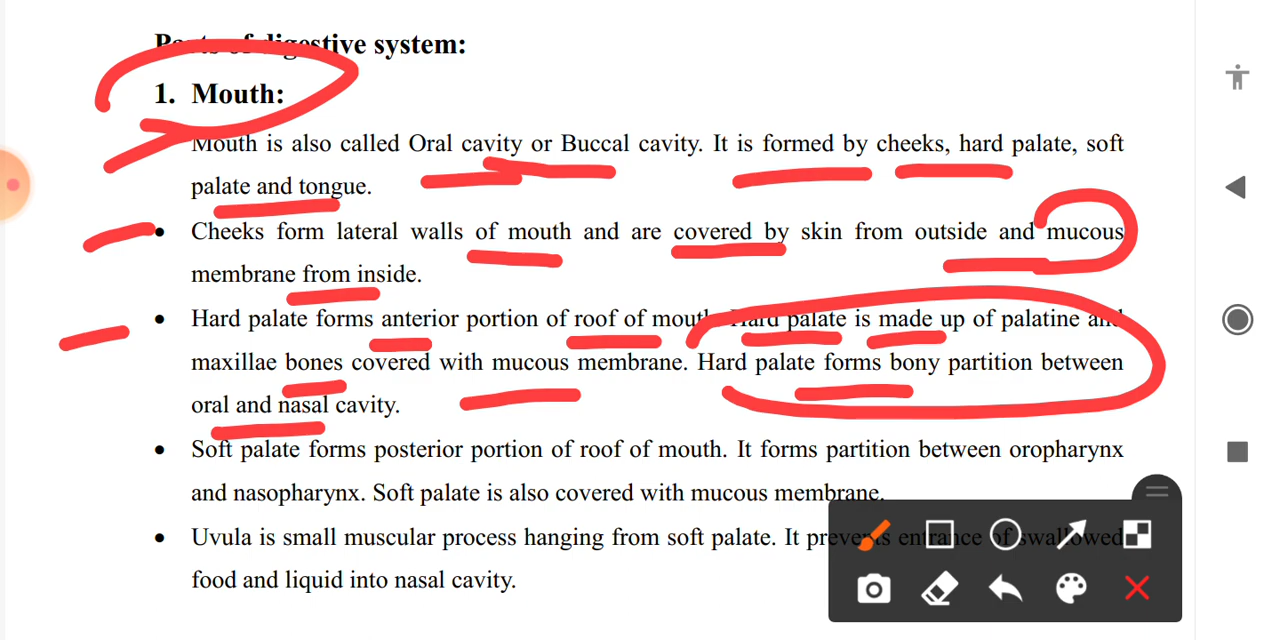 Parts of digestive system:
1. Mouth:
Mouth is also called Oral cavity or Buccal cavity. It is formed by cheeks, hard palate, soft
palate and tongue.
• Cheeks form lateral walls of mouth and are covered by skin from outside and mucous
membrane from inside.
• Hard palate forms anterior portion of roof of mouth. Hard palate is made up of palatine and
maxillae bones covered with mucous membrane. Hard palate forms bony partition between
oral and nasal cavity.
• Soft palate forms posterior portion of roof of mouth. It forms partition between oropharynx
and nasopharynx. Soft palate is also covered with mucous membrane.
• Uvula is small muscular process hanging from soft palate. It prevents entrance of swallowed
food and liquid into nasal cavity.